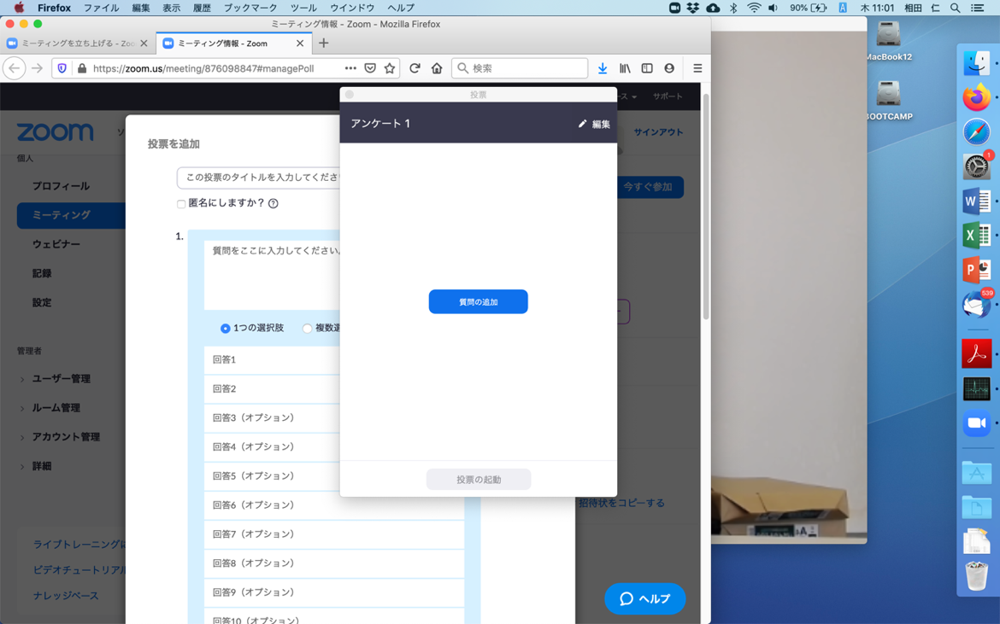 Firefox ファイル 編集 表示 履歴 ブックマーク ツール ウインドウ ヘルプ 90% A 木 11:01 相田 仁
ミーティング情報 - Zoom - Mozilla Firefox
ミーティングを立ち上げる - Zoo
ミーティング情報 - Zoom
https://zoom.us/meeting/876098847#managePoll
検索
MacBook12
BOOTCAMP
ース
サポート
zoom
ソ
サインアウト
個人
プロフィール
ミーティング
ウェビナー
記録
設定
管理者
ユーザー管理
ルーム管理
アカウント管理
詳細
ライブトレーニングに
ビデオチュートリアル
ナレッジベース
投票を追加
この投票のタイトルを入力してくださ
匿名にしますか？
1.
質問をここに入力してください。
1つの選択肢
複数選
回答1
回答2
回答3（オプション）
回答4（オプション）
回答5（オプション）
回答6（オプション）
回答7（オプション）
回答8（オプション）
回答9（オプション）
回答10（オプション）
投票
アンケート 1
編集
質問の追加
投票の起動
今すぐ参加
招待状をコピーする
ヘルプ
1
W
X
P
539